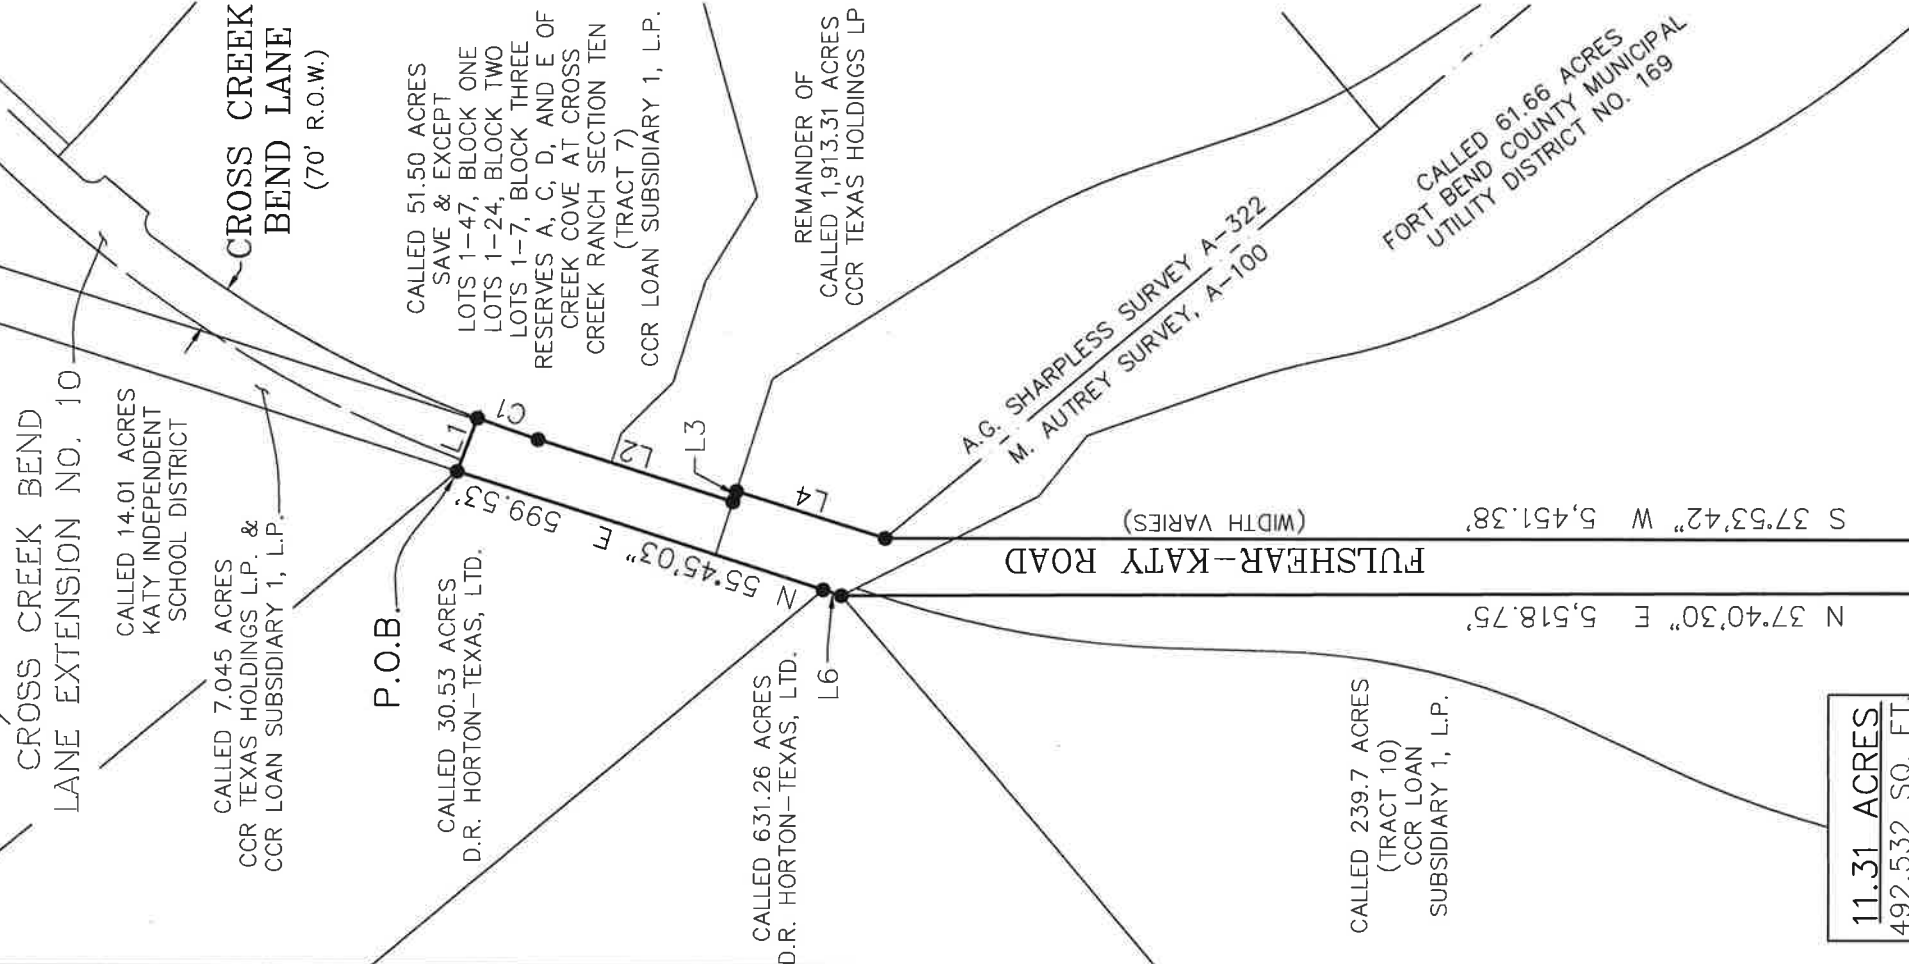 CROSS CREEK BEND
LANE EXTENSION NO. 10
CALLED 14.01 ACRES
KATY INDEPENDENT
SCHOOL DISTRICT
CALLED 7.045 ACRES
CCR TEXAS HOLDINGS LP. &
CCR LOAN SUBSIDIARY 1, L.P.
P.O.B.
CALLED 30.53 ACRES
D.R. HORTON-TEXAS, LTD.
CALLED 631.26 ACRES
D.R. HORTON-TEXAS, LTD.
L6
CALLED 239.7 ACRES
(TRACT 10)
CCR LOAN
SUBSIDIARY 1, L.P.
11.31 ACRES
492,532 SQ. FT.
CROSS CREEK
BEND LANE
(70' R.O.W.)
CALLED 51.50 ACRES
SAVE & EXCEPT
LOTS 1-47, BLOCK ONE
LOTS 1-24, BLOCK TWO
LOTS 1-7, BLOCK THREE
RESERVES A, C, D, AND E OF
CREEK COVE AT CROSS
CREEK RANCH SECTION TEN
(TRACT 7)
CCR LOAN SUBSIDIARY 1, L.P.
REMAINDER OF
CALLED 1,913.31 ACRES
CCR TEXAS HOLDINGS LP
CALLED 61.66 ACRES
FORT BEND COUNTY MUNICIPAL
UTILITY DISTRICT NO. 169
A.G. SHARPLESS SURVEY A-322
M. AUTREY SURVEY, A-100
L1
C1
L2
L3
L4
N 55°45'03" E 599.53'
S 37°53'42" W 5,451.38'
(WIDTH VARIES)
FULSHEAR-KATY ROAD
N 37°40'30" E 5,518.75'